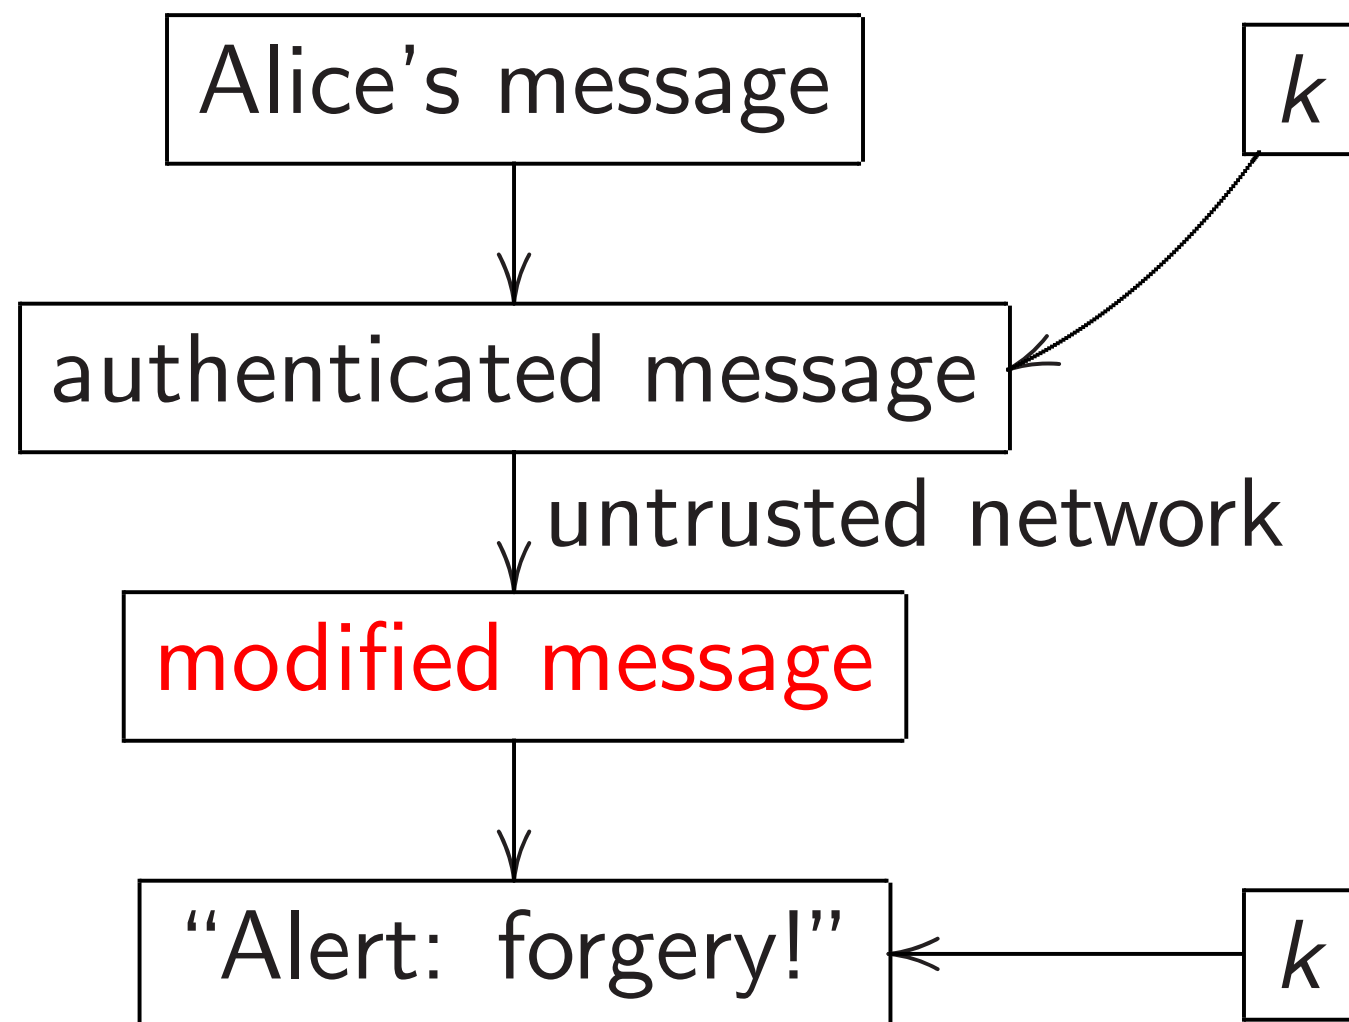 Alice’s message
k
authenticated message
untrusted network
modified message
“Alert: forgery!”
k